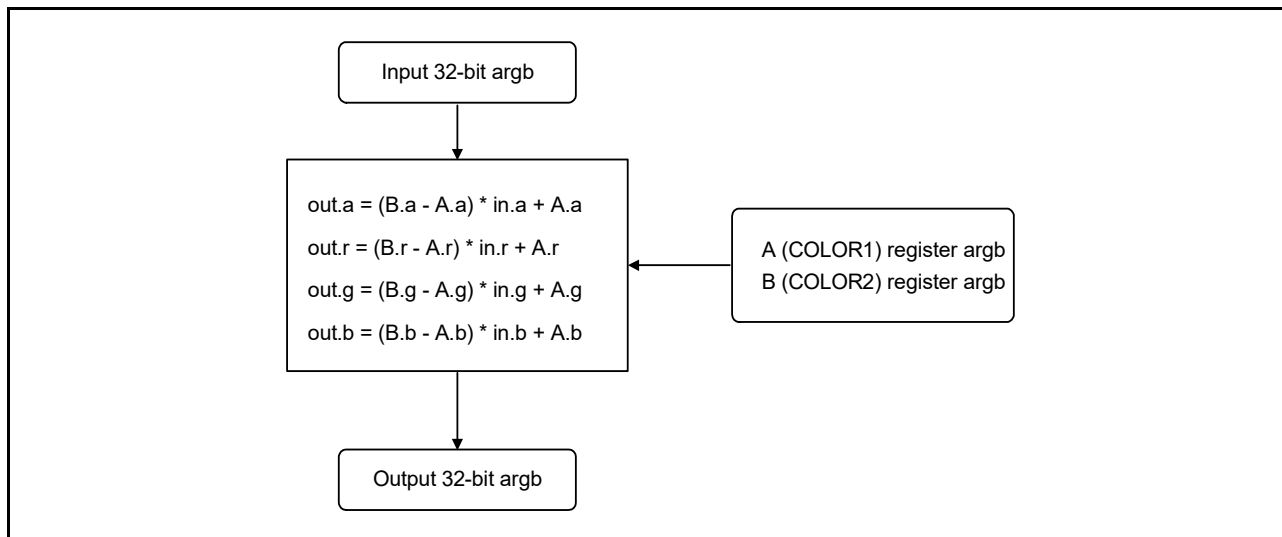 Input 32-bit argb
out.a = (B.a - A.a) * in.a + A.a
out.r = (B.r - A.r) * in.r + A.r
out.g = (B.g - A.g) * in.g + A.g
out.b = (B.b - A.b) * in.b + A.b
A (COLOR1) register argb
B (COLOR2) register argb
Output 32-bit argb